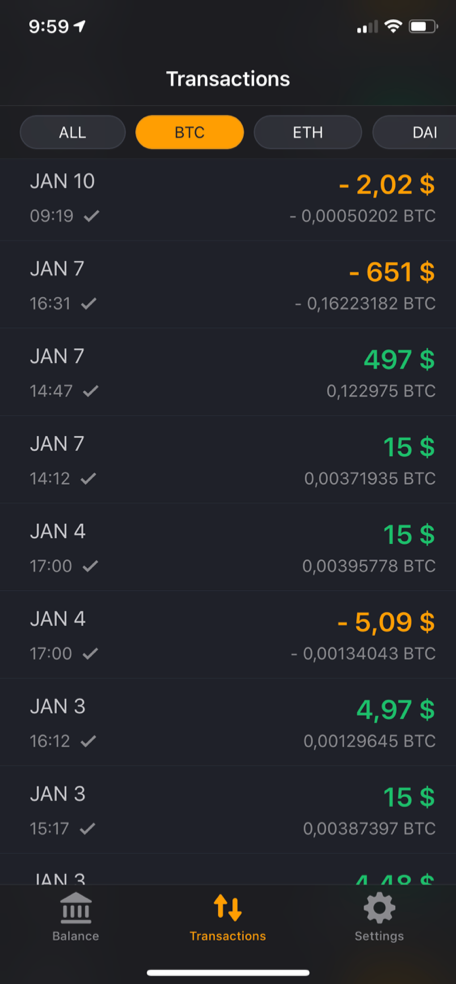 9:59
Transactions
ALL BTC ETH DAI
JAN 10 - 2,02 $
09:19 - 0,00050202 BTC
JAN 7 - 651 $
16:31 - 0,16223182 BTC
JAN 7 497 $
14:47 0,122975 BTC
JAN 7 15 $
14:12 0,00371935 BTC
JAN 4 15 $
17:00 0,00395778 BTC
JAN 4 - 5,09 $
17:00 - 0,00134043 BTC
JAN 3 4,97 $
16:12 0,00129645 BTC
JAN 3 15 $
15:17 0,00387397 BTC
JAN 3 4,48 $
Balance Transactions Settings